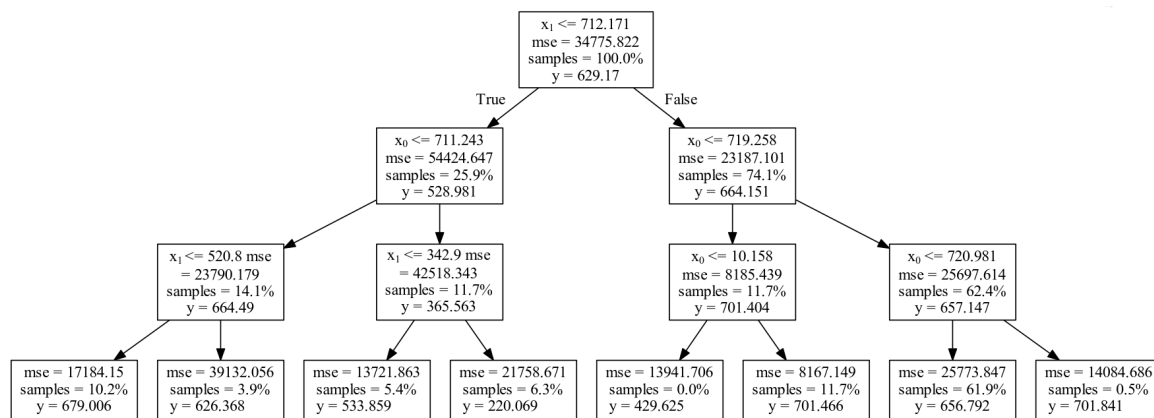 x₁ <= 712.171
mse = 34775.822
samples = 100.0%
y = 629.17
True
False
x₀ <= 711.243
mse = 54424.647
samples = 25.9%
y = 528.981
x₀ <= 719.258
mse = 23187.101
samples = 74.1%
y = 664.151
x₁ <= 520.8 mse
= 23790.179
samples = 14.1%
y = 664.49
x₁ <= 342.9 mse
= 42518.343
samples = 11.7%
y = 365.563
x₀ <= 10.158
mse = 8185.439
samples = 11.7%
y = 701.404
x₀ <= 720.981
mse = 25697.614
samples = 62.4%
y = 657.147
mse = 17184.15
samples = 10.2%
y = 679.006
mse = 39132.056
samples = 3.9%
y = 626.368
mse = 13721.863
samples = 5.4%
y = 533.859
mse = 21758.671
samples = 6.3%
y = 220.069
mse = 13941.706
samples = 0.0%
y = 429.625
mse = 8167.149
samples = 11.7%
y = 701.466
mse = 25773.847
samples = 61.9%
y = 656.792
mse = 14084.686
samples = 0.5%
y = 701.841